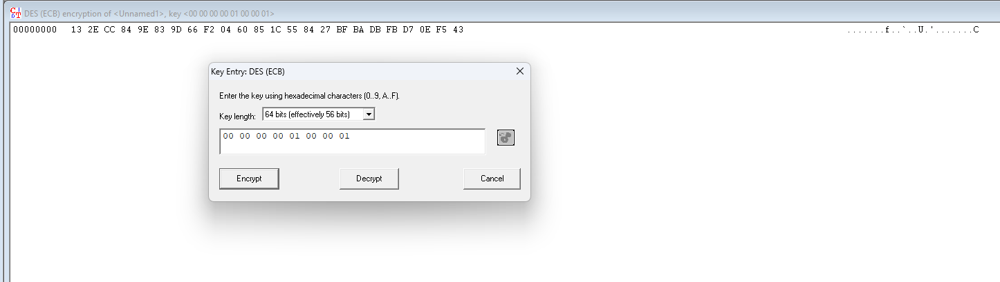 DES (ECB) encryption of <Unnamed1>, key <00 00 00 00 01 00 00 01>
00000000 13 2E CC 84 9E 83 9D 66 F2 04 60 85 1C 55 84 27 BF BA DB FB D7 0E F5 43 .......f..`..U.'.......C
Key Entry: DES (ECB)
Enter the key using hexadecimal characters (0..9, A..F).
Key length: 64 bits (effectively 56 bits)
00 00 00 00 01 00 00 01
Encrypt Decrypt Cancel